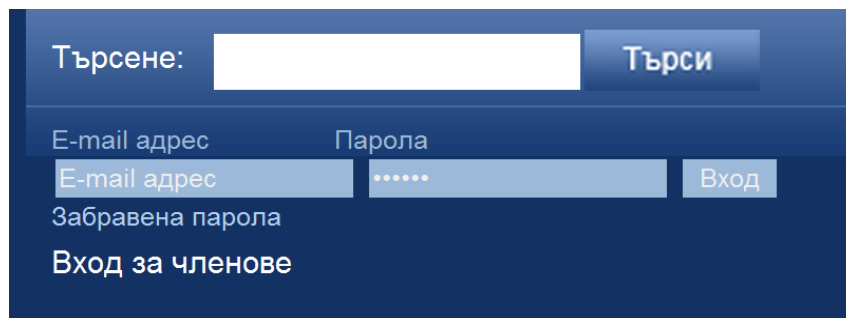 Търсене: Търси
E-mail адрес Парола
E-mail адрес •••••• Вход
Забравена парола
Вход за членове